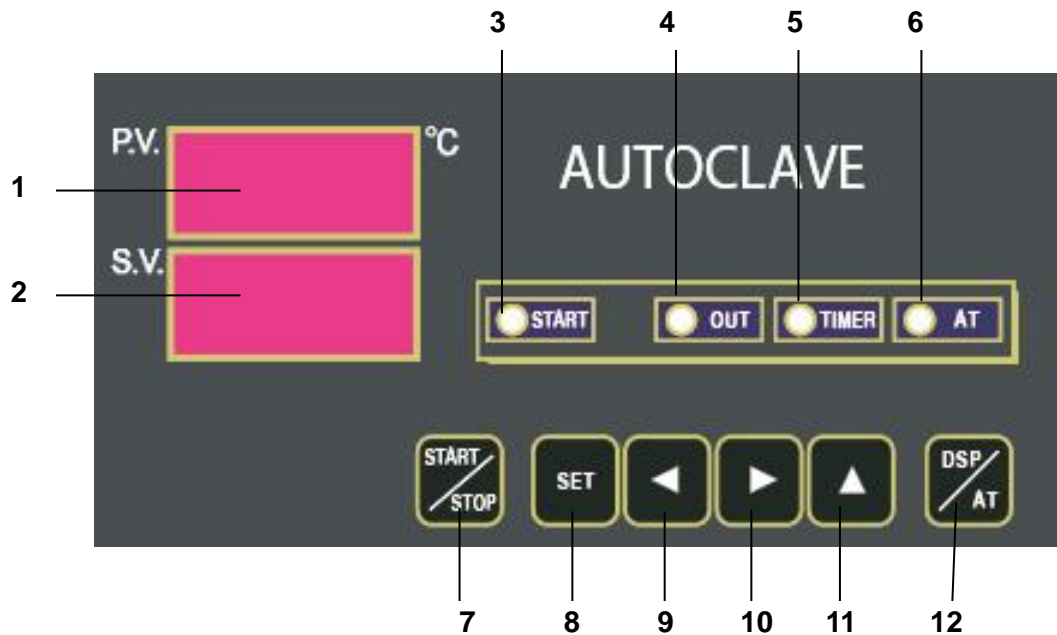 3 4 5 6
P.V. °C
AUTOCLAVE
1
S.V.
2
START OUT TIMER AT
START/STOP SET ◀ ▶ ▲ DSP/AT
7 8 9 10 11 12